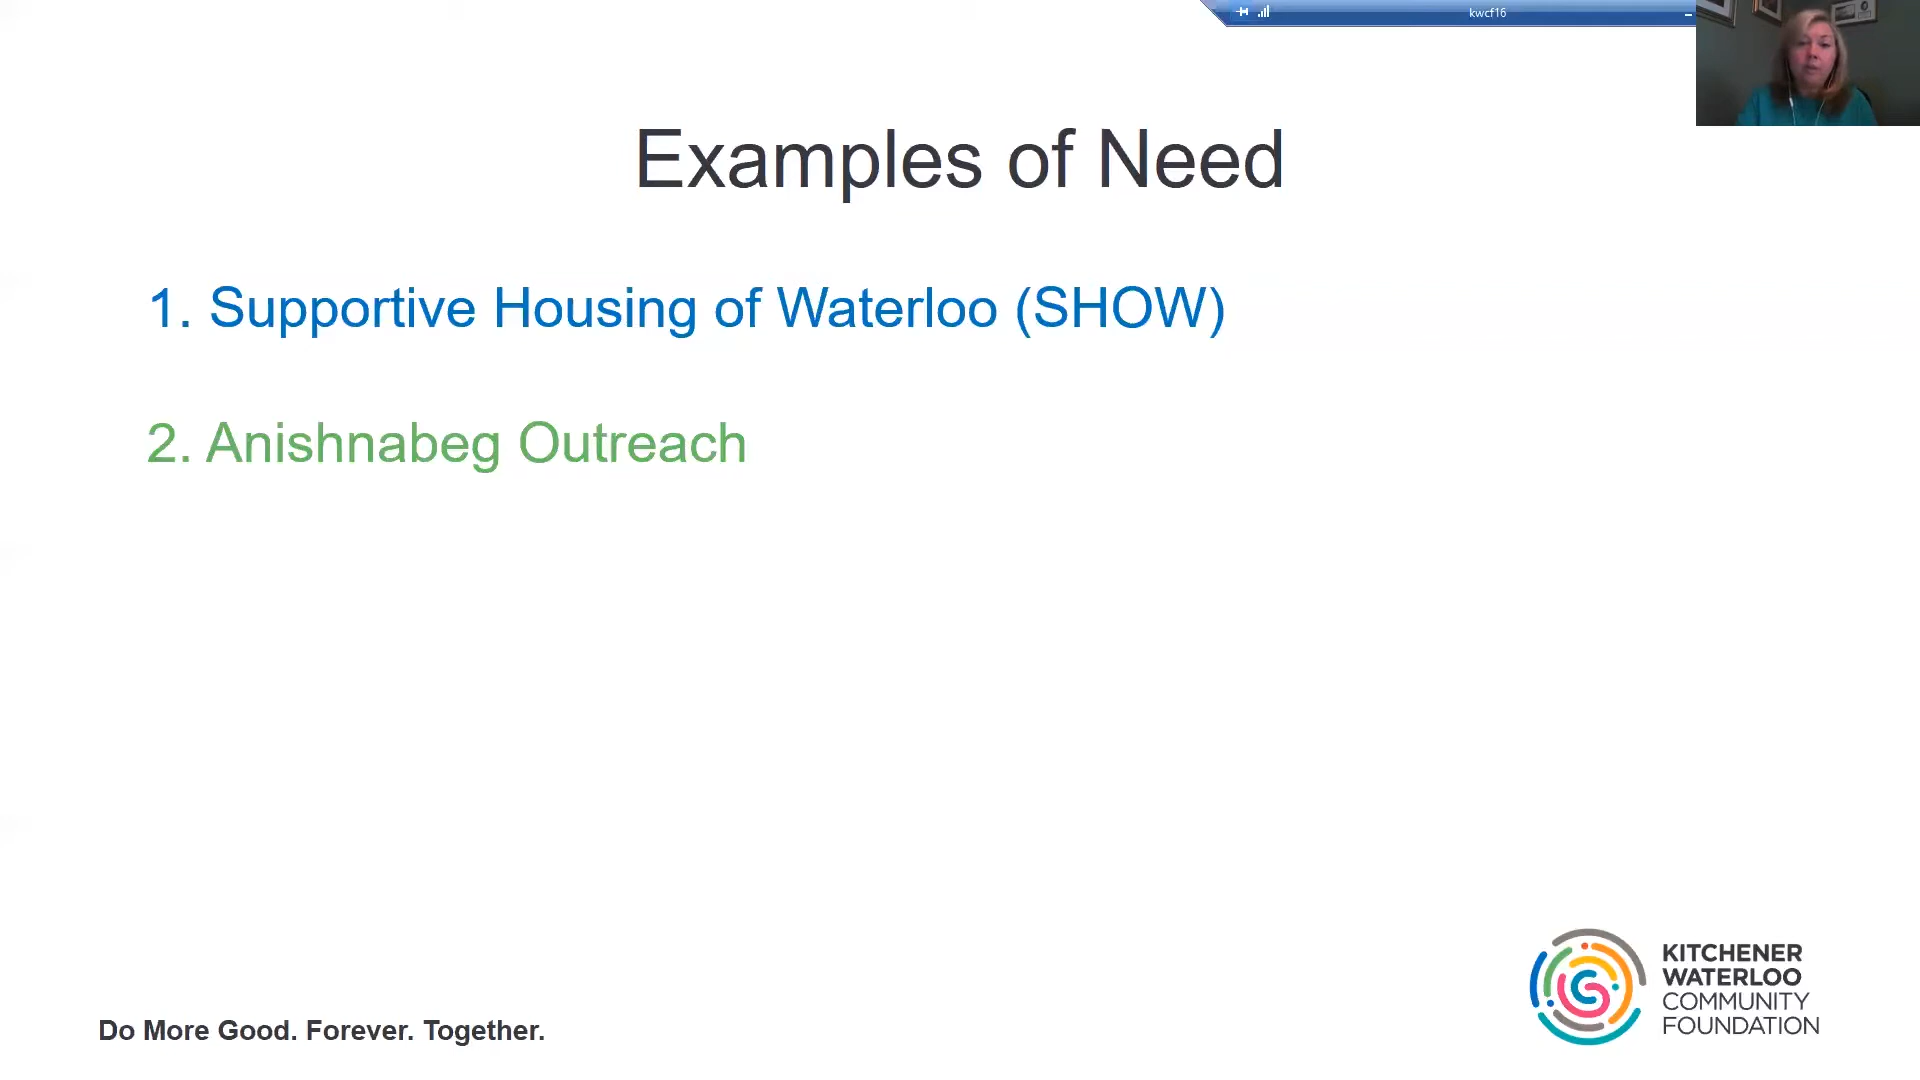 kwcf16
Examples of Need
1. Supportive Housing of Waterloo (SHOW)
2. Anishnabeg Outreach
Do More Good. Forever. Together.
KITCHENER
WATERLOO
COMMUNITY
FOUNDATION